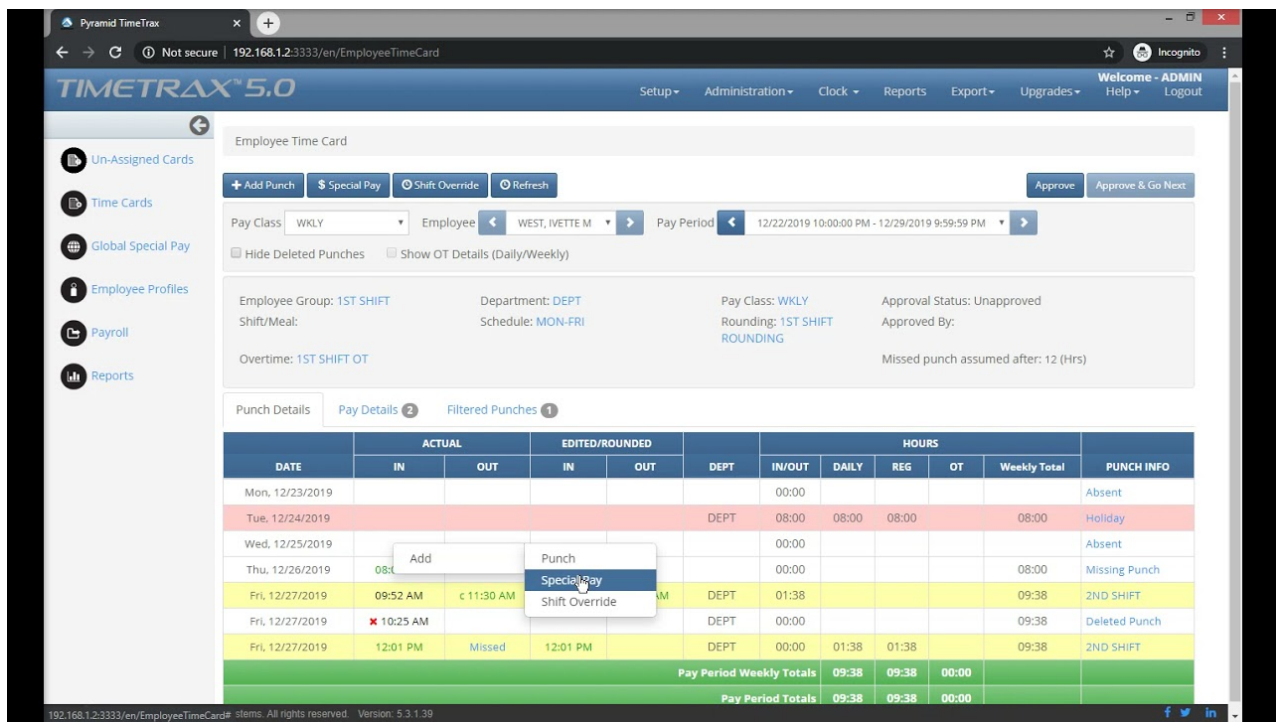 Pyramid TimeTrax
Not secure | 192.168.1.2:3333/en/EmployeeTimeCard
Incognito
TIMETRAX™ 5.0
Welcome - ADMIN
Setup Administration Clock Reports Export Upgrades Help Logout
Un-Assigned Cards
Time Cards
Global Special Pay
Employee Profiles
Payroll
Reports
Employee Time Card
+ Add Punch $ Special Pay Shift Override Refresh Approve Approve & Go Next
Pay Class WKLY Employee WEST, IVETTE M Pay Period 12/22/2019 10:00:00 PM - 12/29/2019 9:59:59 PM
Hide Deleted Punches Show OT Details (Daily/Weekly)
Employee Group: 1ST SHIFT Department: DEPT Pay Class: WKLY Approval Status: Unapproved
Shift/Meal: Schedule: MON-FRI Rounding: 1ST SHIFT ROUNDING Approved By:
Overtime: 1ST SHIFT OT Missed punch assumed after: 12 (Hrs)
Punch Details Pay Details 2 Filtered Punches 1
ACTUAL EDITED/ROUNDED HOURS
DATE IN OUT IN OUT DEPT IN/OUT DAILY REG OT Weekly Total PUNCH INFO
Mon, 12/23/2019 00:00 Absent
Tue, 12/24/2019 DEPT 08:00 08:00 08:00 08:00 Holiday
Wed, 12/25/2019 00:00 Absent
Thu, 12/26/2019 00:00 08:00 Missing Punch
Fri, 12/27/2019 09:52 AM c 11:30 AM DEPT 01:38 09:38 2ND SHIFT
Fri, 12/27/2019 10:25 AM DEPT 00:00 09:38 Deleted Punch
Fri, 12/27/2019 12:01 PM Missed 12:01 PM DEPT 00:00 01:38 01:38 09:38 2ND SHIFT
Add
Punch
Special Pay
Shift Override
Pay Period Weekly Totals 09:38 09:38 00:00
Pay Period Totals 09:38 09:38 00:00
192.168.1.2:3333/en/EmployeeTimeCard# stems. All rights reserved. Version: 5.3.1.39